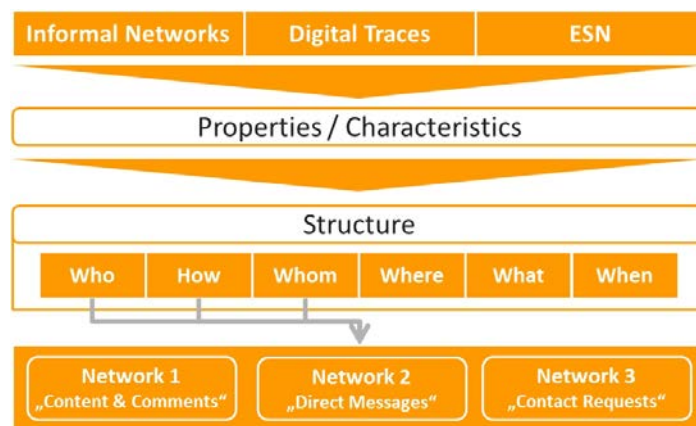 Informal Networks Digital Traces ESN
Properties / Characteristics
Structure
Who How Whom Where What When
Network 1 Network 2 Network 3
„Content & Comments“ „Direct Messages“ „Contact Requests“